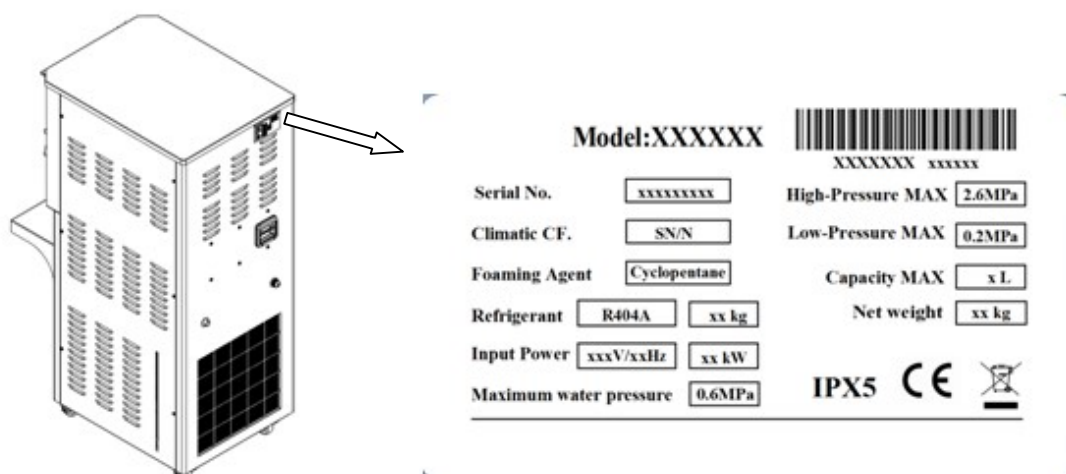 Model:XXXXXX
XXXXXXX xxxxxx
Serial No. xxxxxxxxx
High-Pressure MAX 2.6MPa
Climatic CF. SN/N
Low-Pressure MAX 0.2MPa
Foaming Agent Cyclopentane
Capacity MAX x L
Refrigerant R404A xx kg
Net weight xx kg
Input Power xxxV/xxHz xx kW
Maximum water pressure 0.6MPa
IPX5 CE